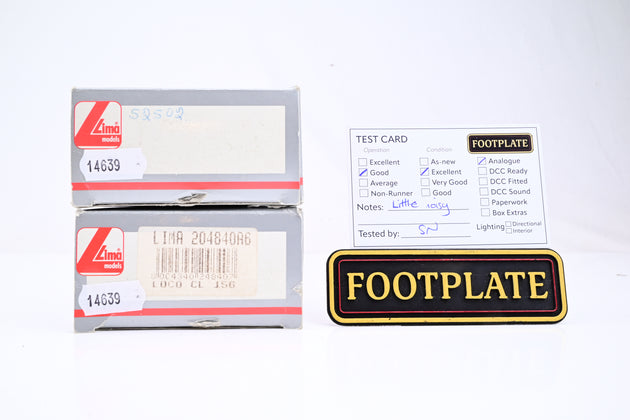 52502
Lima
models
14639
LIMA 204840A6
LOCO CL 156
Lima
models
14639
TEST CARD
FOOTPLATE
Operation
Condition
Excellent
As-new
Analogue
Good
Excellent
DCC Ready
Average
Very Good
DCC Fitted
Non-Runner
Good
DCC Sound
Paperwork
Box Extras
Notes: Little noisy
Lighting
Directional
Interior
Tested by: SN
FOOTPLATE